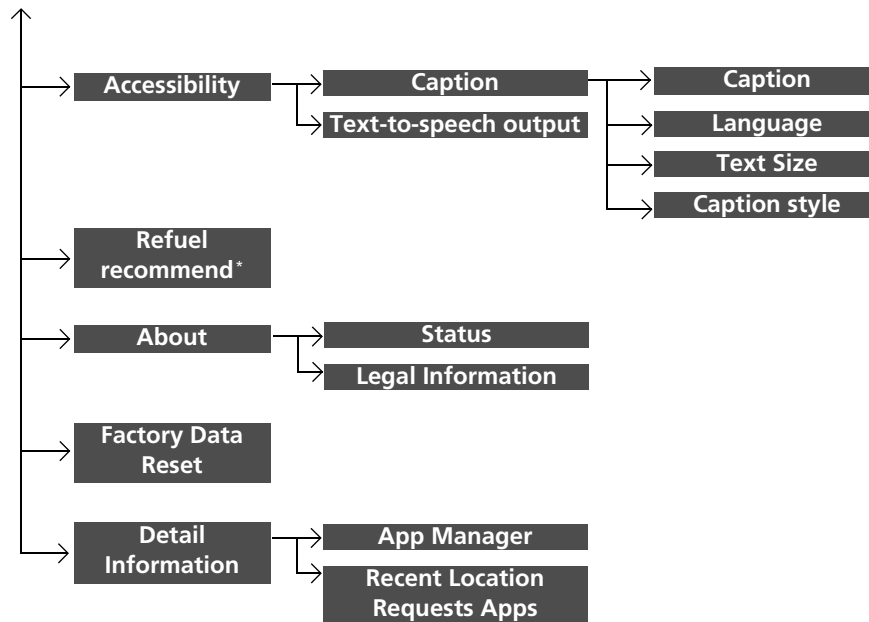 Accessibility
Caption
Text-to-speech output
Caption
Language
Text Size
Caption style
Refuel
recommend*
About
Status
Legal Information
Factory Data
Reset
Detail
Information
App Manager
Recent Location
Requests Apps